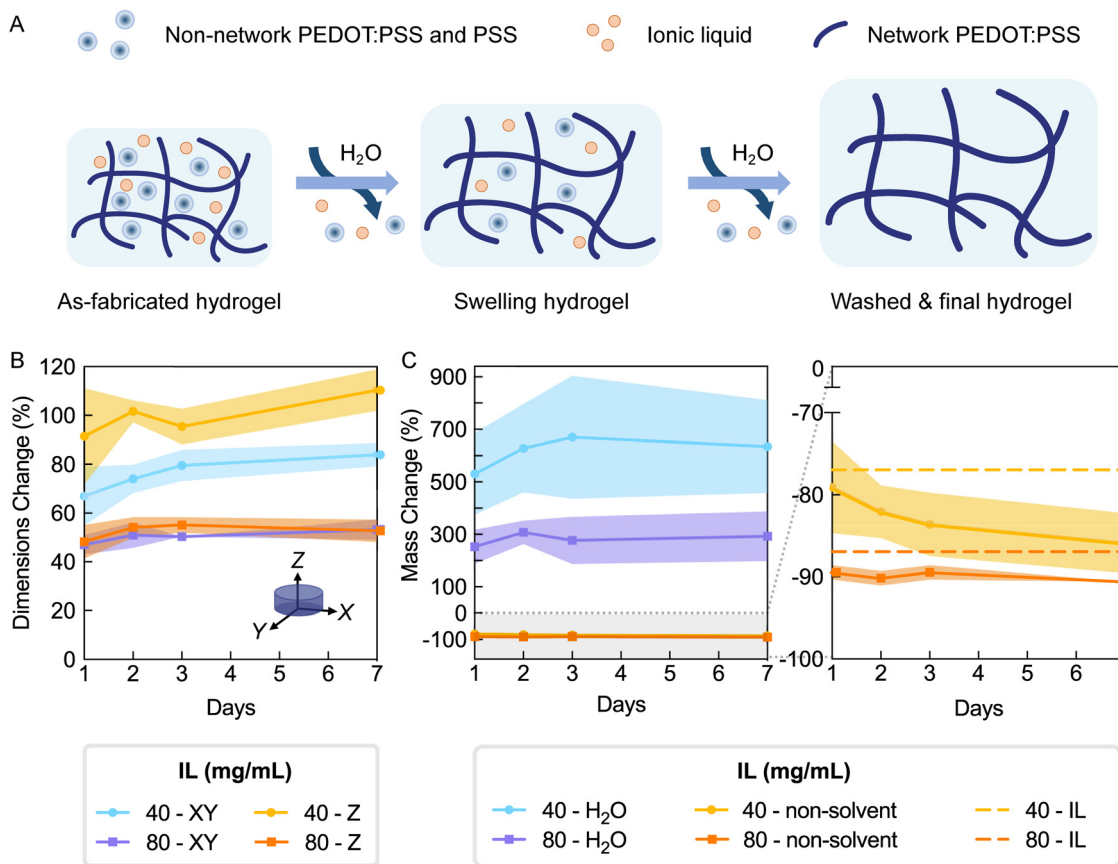 A
Non-network PEDOT:PSS and PSS
Ionic liquid
Network PEDOT:PSS
H2O
H2O
As-fabricated hydrogel
Swelling hydrogel
Washed & final hydrogel
B
Dimensions Change (%)
120
100
80
60
40
20
0
1 2 3 4 5 6 7
Days
Z
Y
X
C
Mass Change (%)
900
700
500
300
100
0
-100
1 2 3 4 5 6 7
Days
0
-70
-80
-90
-100
1 2 3 4 5 6
Days
IL (mg/mL)
40 - XY
40 - Z
80 - XY
80 - Z
IL (mg/mL)
40 - H2O
40 - non-solvent
40 - IL
80 - H2O
80 - non-solvent
80 - IL